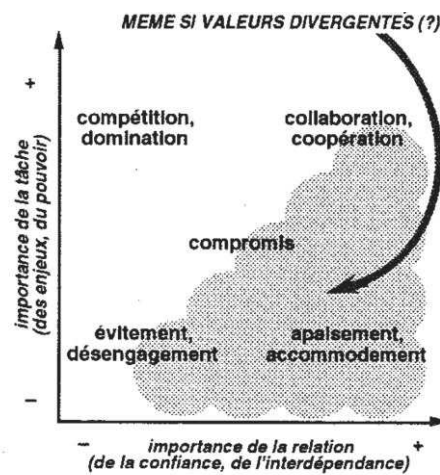 MEME SI VALEURS DIVERGENTES (?)
+
compétition,
domination
collaboration,
coopération
importance de la tâche
(des enjeux, du pouvoir)
compromis
évitement,
désengagement
apaisement,
accommodement
–
– +
importance de la relation
(de la confiance, de l'interdépendance)